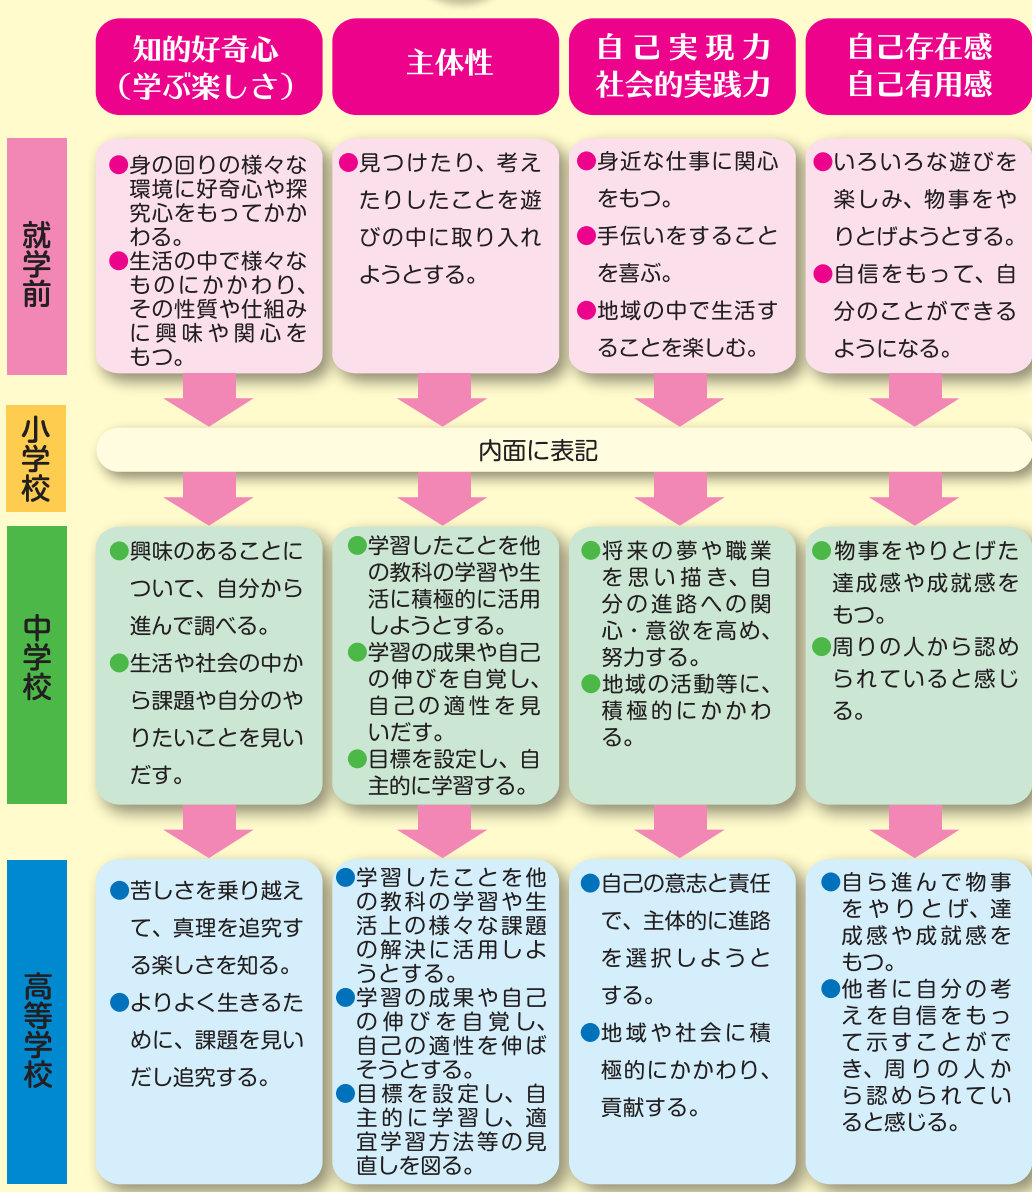 知的好奇心
（学ぶ楽しさ）
主体性
自己実現力
社会的実践力
自己存在感
自己有用感
就学前
●身の回りの様々な
環境に好奇心や探
究心をもってかか
わる。
●生活の中で様々な
ものにかかわり、
その性質や仕組み
に興味や関心を
もつ。
●見つけたり、考え
たりしたことを遊
びの中に取り入れ
ようとする。
●身近な仕事に関心
をもつ。
●手伝いをすること
を喜ぶ。
●地域の中で生活す
ることを楽しむ。
●いろいろな遊びを
楽しみ、物事をや
りとげようとする。
●自信をもって、自
分のことができる
ようになる。
小学校
内面に表記
中学校
●興味のあることに
ついて、自分から
進んで調べる。
●生活や社会の中か
ら課題や自分のや
りたいことを見い
だす。
●学習したことを他
の教科の学習や生
活に積極的に活用
しようとする。
●学習の成果や自己
の伸びを自覚し、
自己の適性を見
いだす。
●目標を設定し、自
主的に学習する。
●将来の夢や職業
を思い描き、自
分の進路への関
心・意欲を高め、
努力する。
●地域の活動等に、
積極的にかかわ
る。
●物事をやりとげた
達成感や成就感を
もつ。
●周りの人から認め
られていると感じ
る。
高等学校
●苦しさを乗り越え
て、真理を追究す
る楽しさを知る。
●よりよく生きるた
めに、課題を見い
だし追究する。
●学習したことを他
の教科の学習や生
活上の様々な課題
の解決に活用しよ
うとする。
●学習の成果や自己
の伸びを自覚し、
自己の適性を伸ば
そうとする。
●目標を設定し、自
主的に学習し、適
宜学習方法等の見
直しを図る。
●自己の意志と責任
で、主体的に進路
を選択しようと
する。
●地域や社会に積
極的にかかわり、
貢献する。
●自ら進んで物事
をやりとげ、達
成感や成就感を
もつ。
●他者に自分の考
えを自信をもっ
て示すことがで
き、周りの人か
ら認められてい
ると感じる。